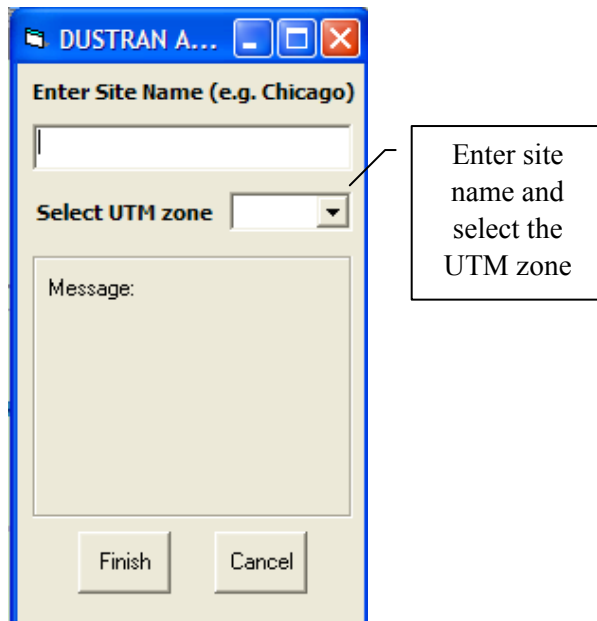 DUSTRAN A...
Enter Site Name (e.g. Chicago)
Select UTM zone
Message:
Finish
Cancel
Enter site
name and
select the
UTM zone